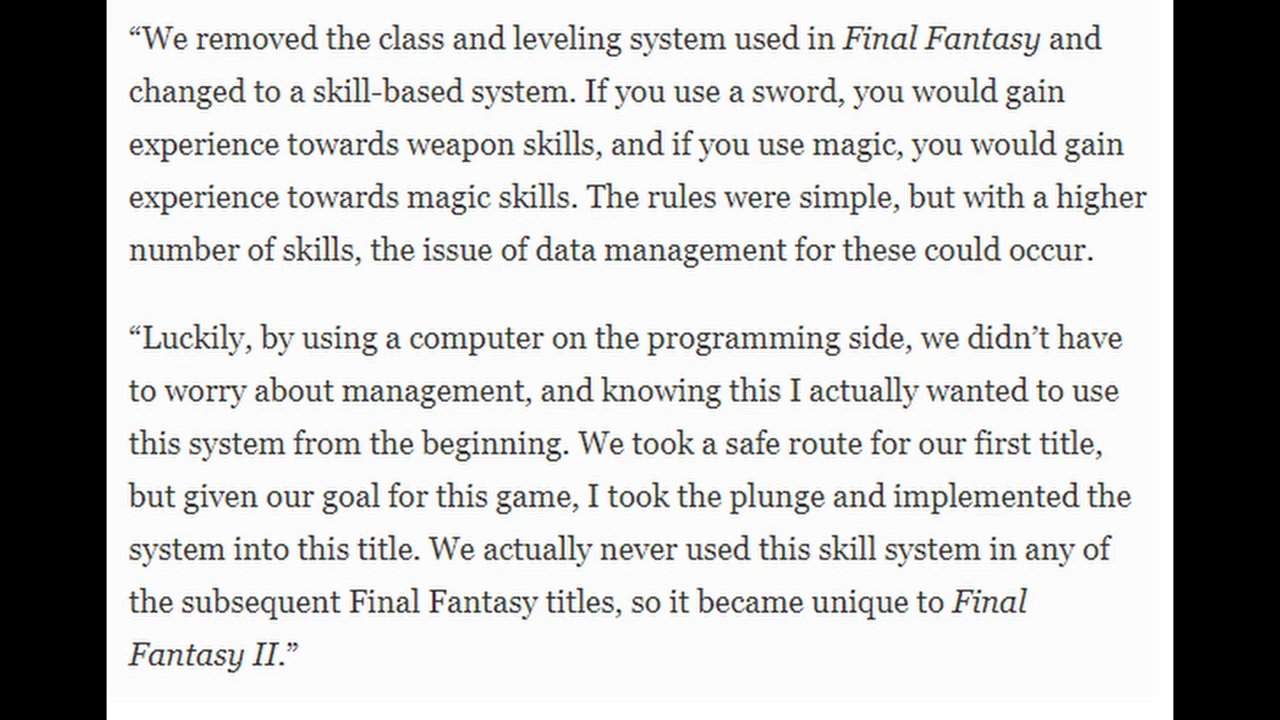 “We removed the class and leveling system used in Final Fantasy and
changed to a skill-based system. If you use a sword, you would gain
experience towards weapon skills, and if you use magic, you would gain
experience towards magic skills. The rules were simple, but with a higher
number of skills, the issue of data management for these could occur.
“Luckily, by using a computer on the programming side, we didn’t have
to worry about management, and knowing this I actually wanted to use
this system from the beginning. We took a safe route for our first title,
but given our goal for this game, I took the plunge and implemented the
system into this title. We actually never used this skill system in any of
the subsequent Final Fantasy titles, so it became unique to Final
Fantasy II.”